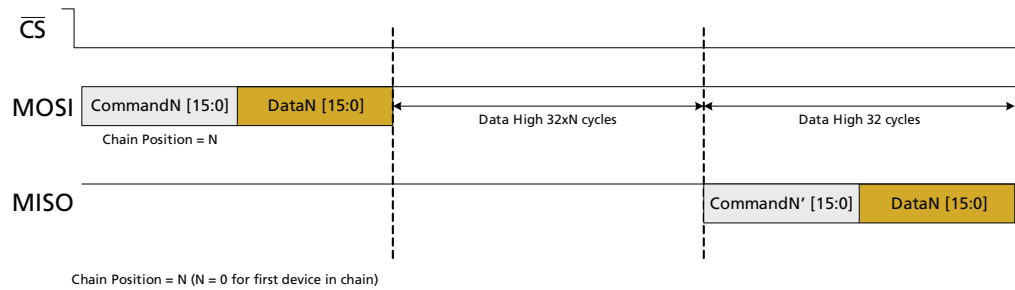 CS
MOSI
CommandN [15:0]
DataN [15:0]
Data High 32xN cycles
Data High 32 cycles
Chain Position = N
MISO
CommandN’ [15:0]
DataN [15:0]
Chain Position = N (N = 0 for first device in chain)